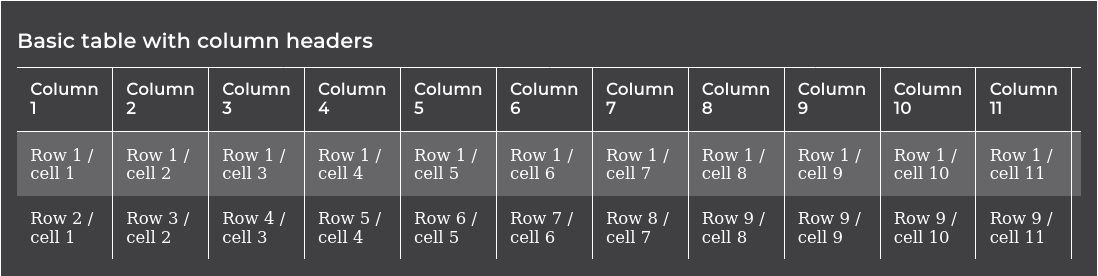 Basic table with column headers
Column 1 Column 2 Column 3 Column 4 Column 5 Column 6 Column 7 Column 8 Column 9 Column 10 Column 11
Row 1 / cell 1 Row 1 / cell 2 Row 1 / cell 3 Row 1 / cell 4 Row 1 / cell 5 Row 1 / cell 6 Row 1 / cell 7 Row 1 / cell 8 Row 1 / cell 9 Row 1 / cell 10 Row 1 / cell 11
Row 2 / cell 1 Row 3 / cell 2 Row 4 / cell 3 Row 5 / cell 4 Row 6 / cell 5 Row 7 / cell 6 Row 8 / cell 7 Row 9 / cell 8 Row 9 / cell 9 Row 9 / cell 10 Row 9 / cell 11